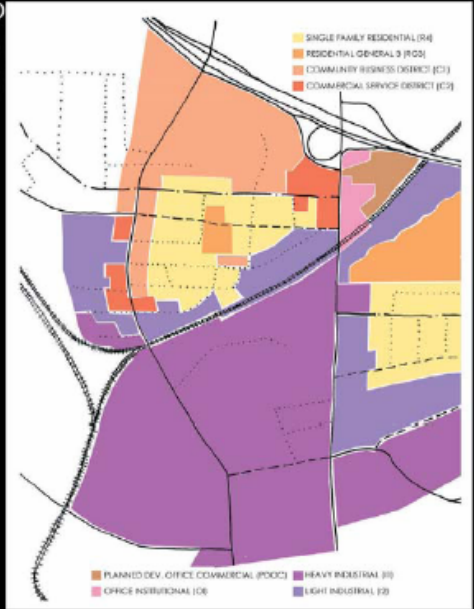 SINGLE FAMILY RESIDENTIAL (R4)
RESIDENTIAL GENERAL 3 (RG3)
COMMUNITY BUSINESS DISTRICT (C1)
COMMERCIAL SERVICE DISTRICT (C2)
PLANNED DEV. OFFICE COMMERCIAL (PDOC)
HEAVY INDUSTRIAL (I1)
OFFICE INSTITUTIONAL (OI)
LIGHT INDUSTRIAL (I2)